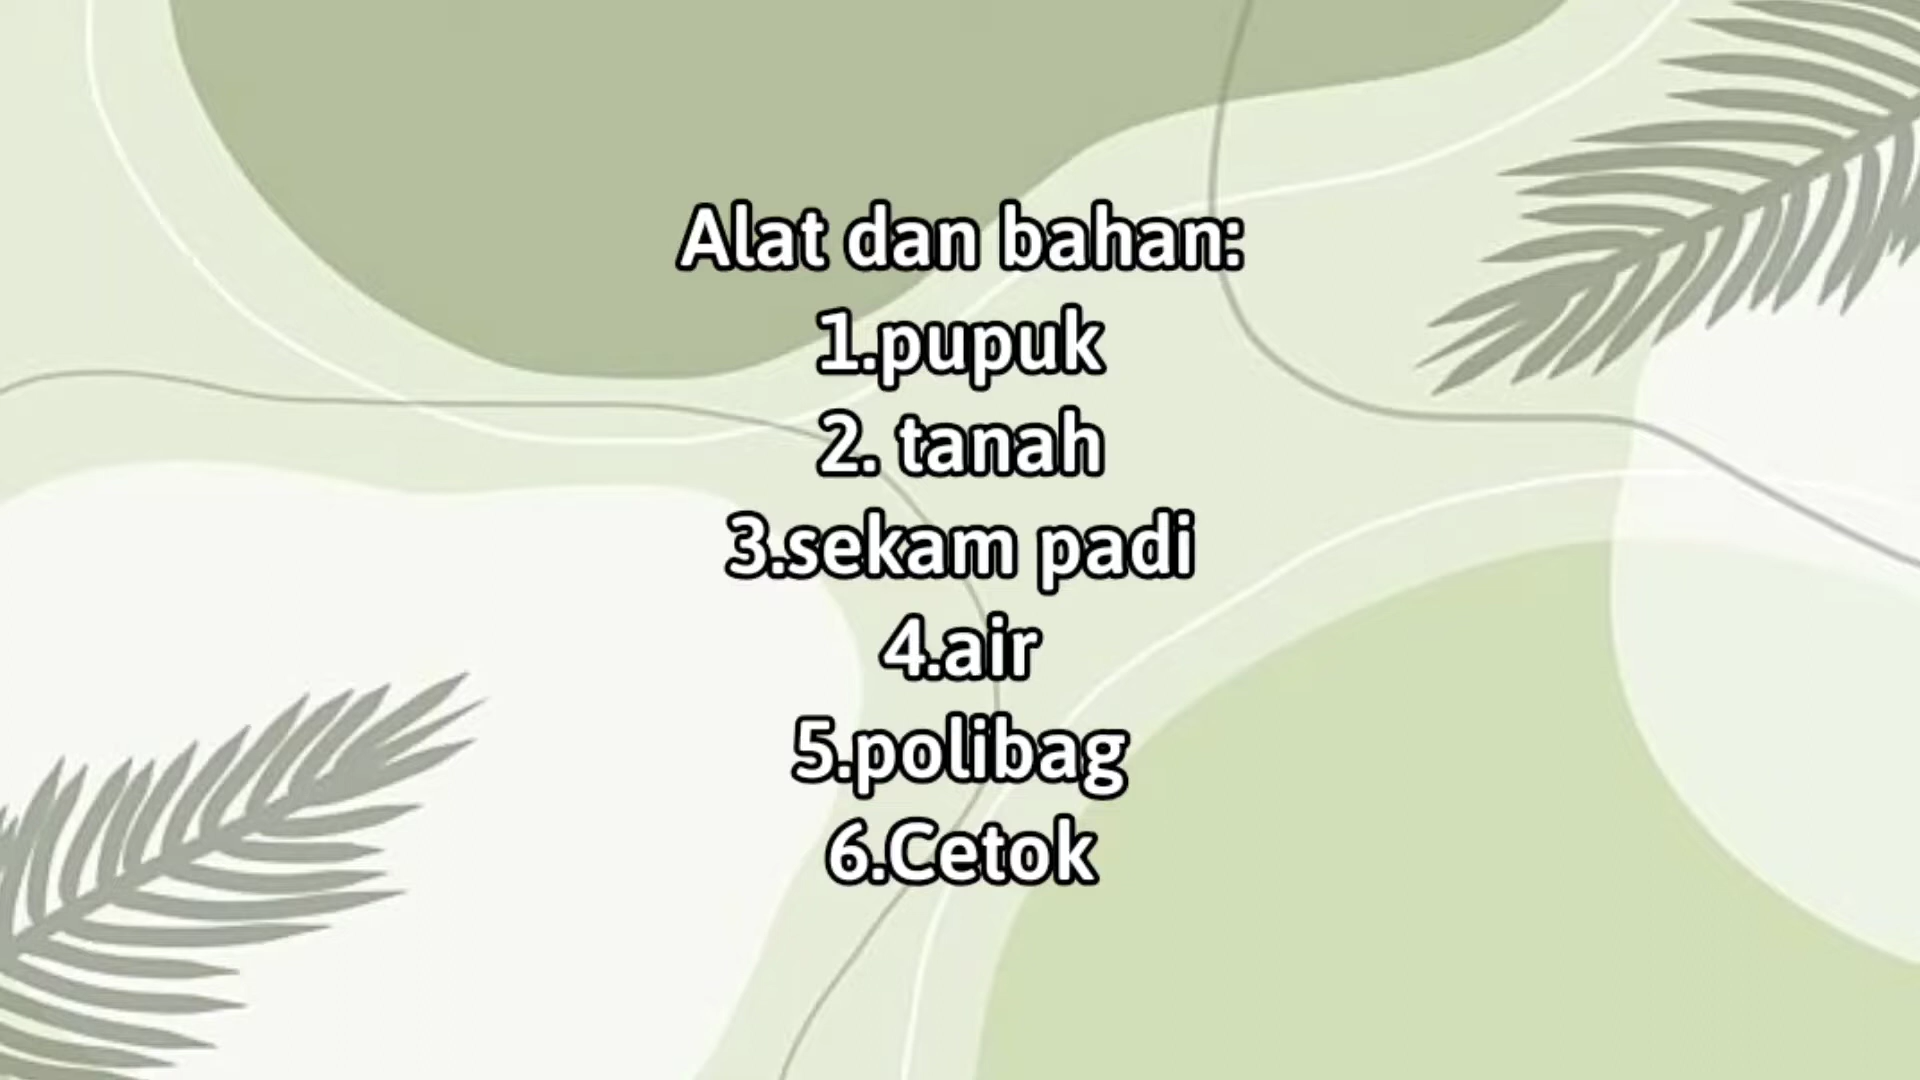 Alat dan bahan:
1.pupuk
2. tanah
3.sekam padi
4.air
5.polibag
6.Cetok